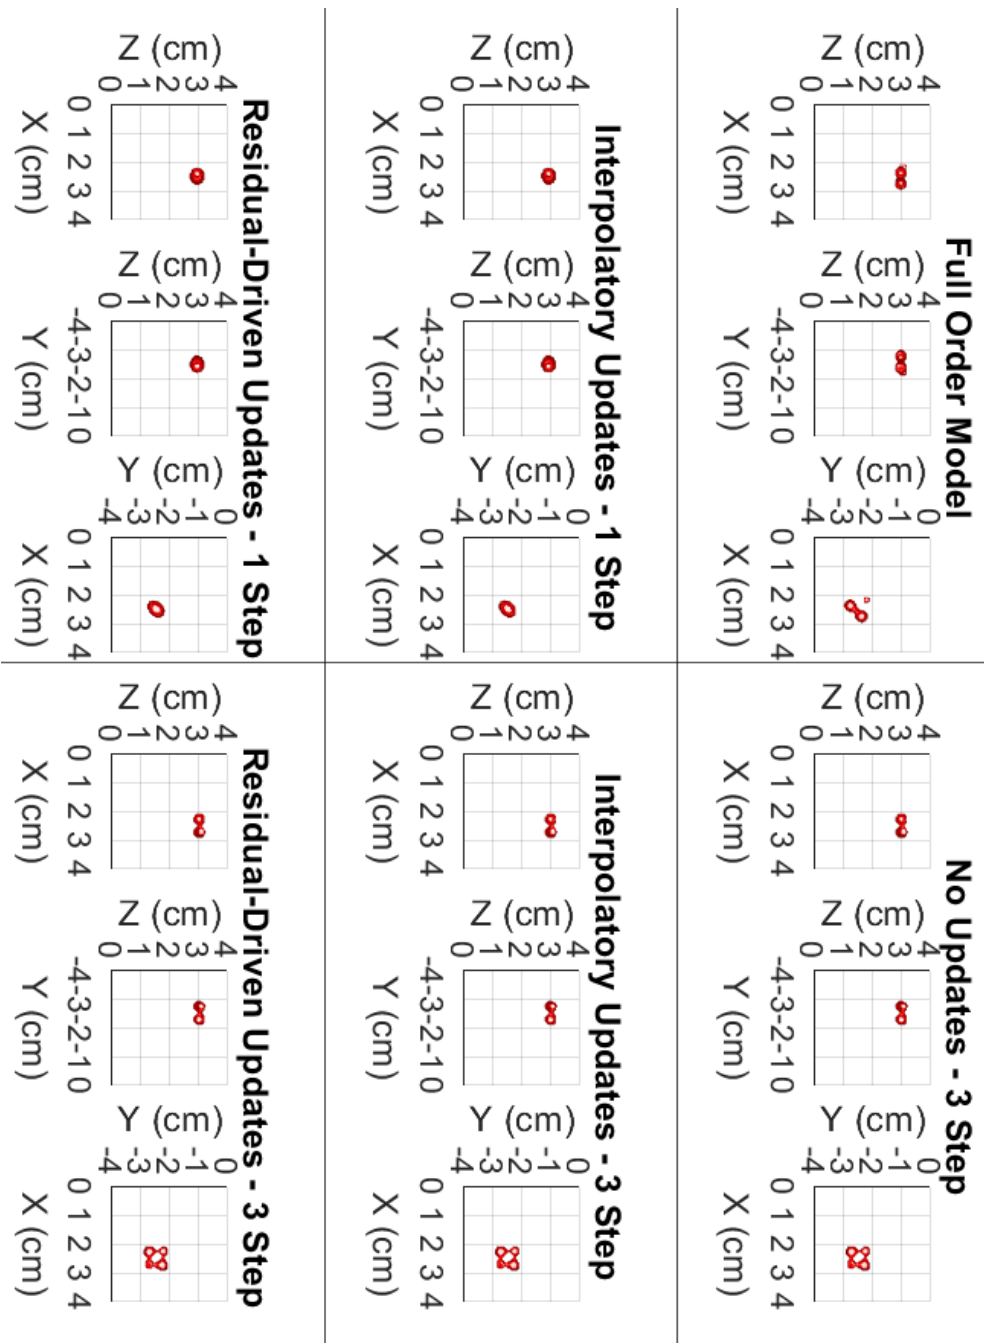 Full Order Model
Z (cm)
4
3
2
1
0
0 1 2 3 4
X (cm)
Z (cm)
4
3
2
1
0
-4-3-2-1 0
Y (cm)
Y (cm)
0
-1
-2
-3
-4
0 1 2 3 4
X (cm)
No Updates - 3 Step
Z (cm)
4
3
2
1
0
0 1 2 3 4
X (cm)
Z (cm)
4
3
2
1
0
-4-3-2-1 0
Y (cm)
Y (cm)
0
-1
-2
-3
-4
0 1 2 3 4
X (cm)
Interpolatory Updates - 1 Step
Z (cm)
4
3
2
1
0
0 1 2 3 4
X (cm)
Z (cm)
4
3
2
1
0
-4-3-2-1 0
Y (cm)
Y (cm)
0
-1
-2
-3
-4
0 1 2 3 4
X (cm)
Interpolatory Updates - 3 Step
Z (cm)
4
3
2
1
0
0 1 2 3 4
X (cm)
Z (cm)
4
3
2
1
0
-4-3-2-1 0
Y (cm)
Y (cm)
0
-1
-2
-3
-4
0 1 2 3 4
X (cm)
Residual-Driven Updates - 1 Step
Z (cm)
4
3
2
1
0
0 1 2 3 4
X (cm)
Z (cm)
4
3
2
1
0
-4-3-2-1 0
Y (cm)
Y (cm)
0
-1
-2
-3
-4
0 1 2 3 4
X (cm)
Residual-Driven Updates - 3 Step
Z (cm)
4
3
2
1
0
0 1 2 3 4
X (cm)
Z (cm)
4
3
2
1
0
-4-3-2-1 0
Y (cm)
Y (cm)
0
-1
-2
-3
-4
0 1 2 3 4
X (cm)